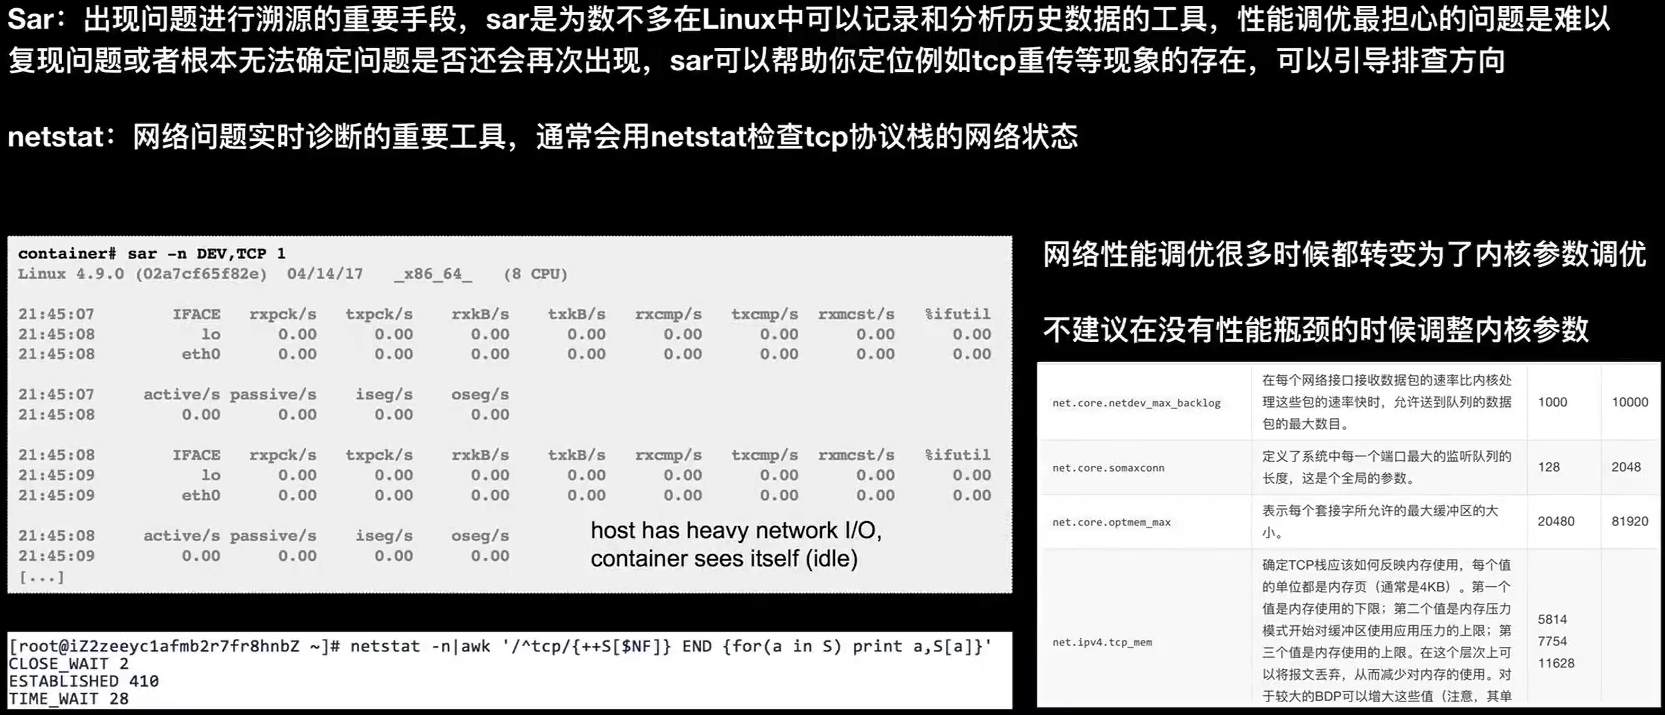 Sar：出现问题进行溯源的重要手段，sar是为数不多在Linux中可以记录和分析历史数据的工具，性能调优最担心的问题是难以
复现问题或者根本无法确定问题是否还会再次出现，sar可以帮助你定位例如tcp重传等现象的存在，可以引导排查方向
netstat：网络问题实时诊断的重要工具，通常会用netstat检查tcp协议栈的网络状态
container# sar -n DEV,TCP 1
Linux 4.9.0 (02a7cf65f82e) 04/14/17 _x86_64_ (8 CPU)
21:45:07 IFACE rxpck/s txpck/s rxkB/s txkB/s rxcmp/s txcmp/s rxmcst/s %ifutil
21:45:08 lo 0.00 0.00 0.00 0.00 0.00 0.00 0.00 0.00
21:45:08 eth0 0.00 0.00 0.00 0.00 0.00 0.00 0.00 0.00
21:45:07 active/s passive/s iseg/s oseg/s
21:45:08 0.00 0.00 0.00 0.00
21:45:08 IFACE rxpck/s txpck/s rxkB/s txkB/s rxcmp/s txcmp/s rxmcst/s %ifutil
21:45:09 lo 0.00 0.00 0.00 0.00 0.00 0.00 0.00 0.00
21:45:09 eth0 0.00 0.00 0.00 0.00 0.00 0.00 0.00 0.00
21:45:08 active/s passive/s iseg/s oseg/s
21:45:09 0.00 0.00 0.00 0.00
[...]
host has heavy network I/O,
container sees itself (idle)
[root@iZ2zeeyc1afmb2r7fr8hnbZ ~]# netstat -n|awk '/^tcp/{++S[$NF]} END {for(a in S) print a,S[a]}'
CLOSE_WAIT 2
ESTABLISHED 410
TIME_WAIT 28
网络性能调优很多时候都转变为了内核参数调优
不建议在没有性能瓶颈的时候调整内核参数
net.core.netdev_max_backlog
在每个网络接口接收数据包的速率比内核处
理这些包的速率快时，允许送到队列的数据
包的最大数目。
1000
10000
net.core.somaxconn
定义了系统中每一个端口最大的监听队列的
长度，这是个全局的参数。
128
2048
net.core.optmem_max
表示每个套接字所允许的最大缓冲区的大
小。
20480
81920
net.ipv4.tcp_mem
确定TCP栈应该如何反映内存使用，每个值
的单位都是内存页（通常是4KB）。第一个
值是内存使用的下限；第二个值是内存压力
模式开始对缓冲区使用应用压力的上限；第
三个值是内存使用的上限。在这个层次上可
以将报文丢弃，从而减少对内存的使用。对
于较大的BDP可以增大这些值（注意，其单
5814
7754
11628